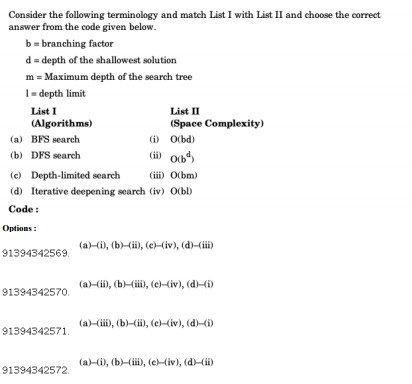 Consider the following terminology and match List I with List II and choose the correct
answer from the code given below.
b = branching factor
d = depth of the shallowest solution
m = Maximum depth of the search tree
l = depth limit
List I List II
(Algorithms) (Space Complexity)
(a) BFS search (i) O(bd)
(b) DFS search (ii) O(b^d)
(c) Depth-limited search (iii) O(bm)
(d) Iterative deepening search (iv) O(bl)
Code :
Options :
91394342569. (a)–(i), (b)–(ii), (c)–(iv), (d)–(iii)
91394342570. (a)–(ii), (b)–(iii), (c)–(iv), (d)–(i)
91394342571. (a)–(iii), (b)–(ii), (c)–(iv), (d)–(i)
91394342572. (a)–(i), (b)–(iii), (c)–(iv), (d)–(ii)